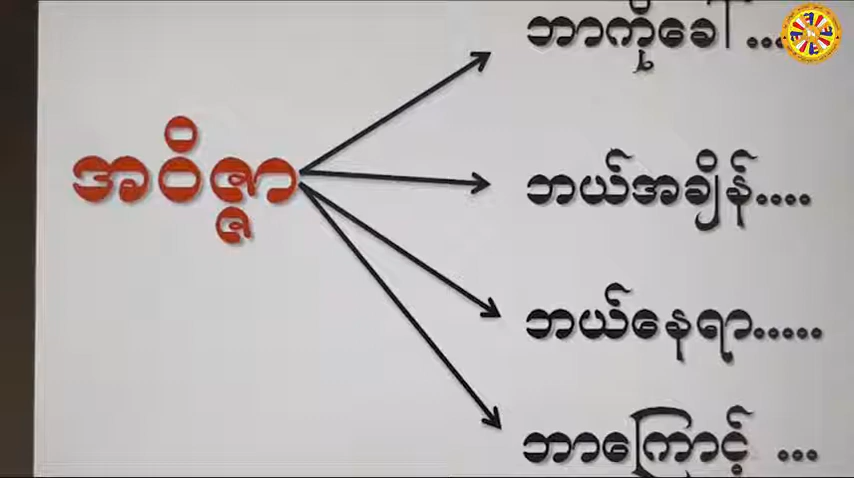 အဝိဇ္ဇာ
ဘာကိုခေါ် ...
ဘယ်အချိန်....
ဘယ်နေရာ......
ဘာကြောင့် ...